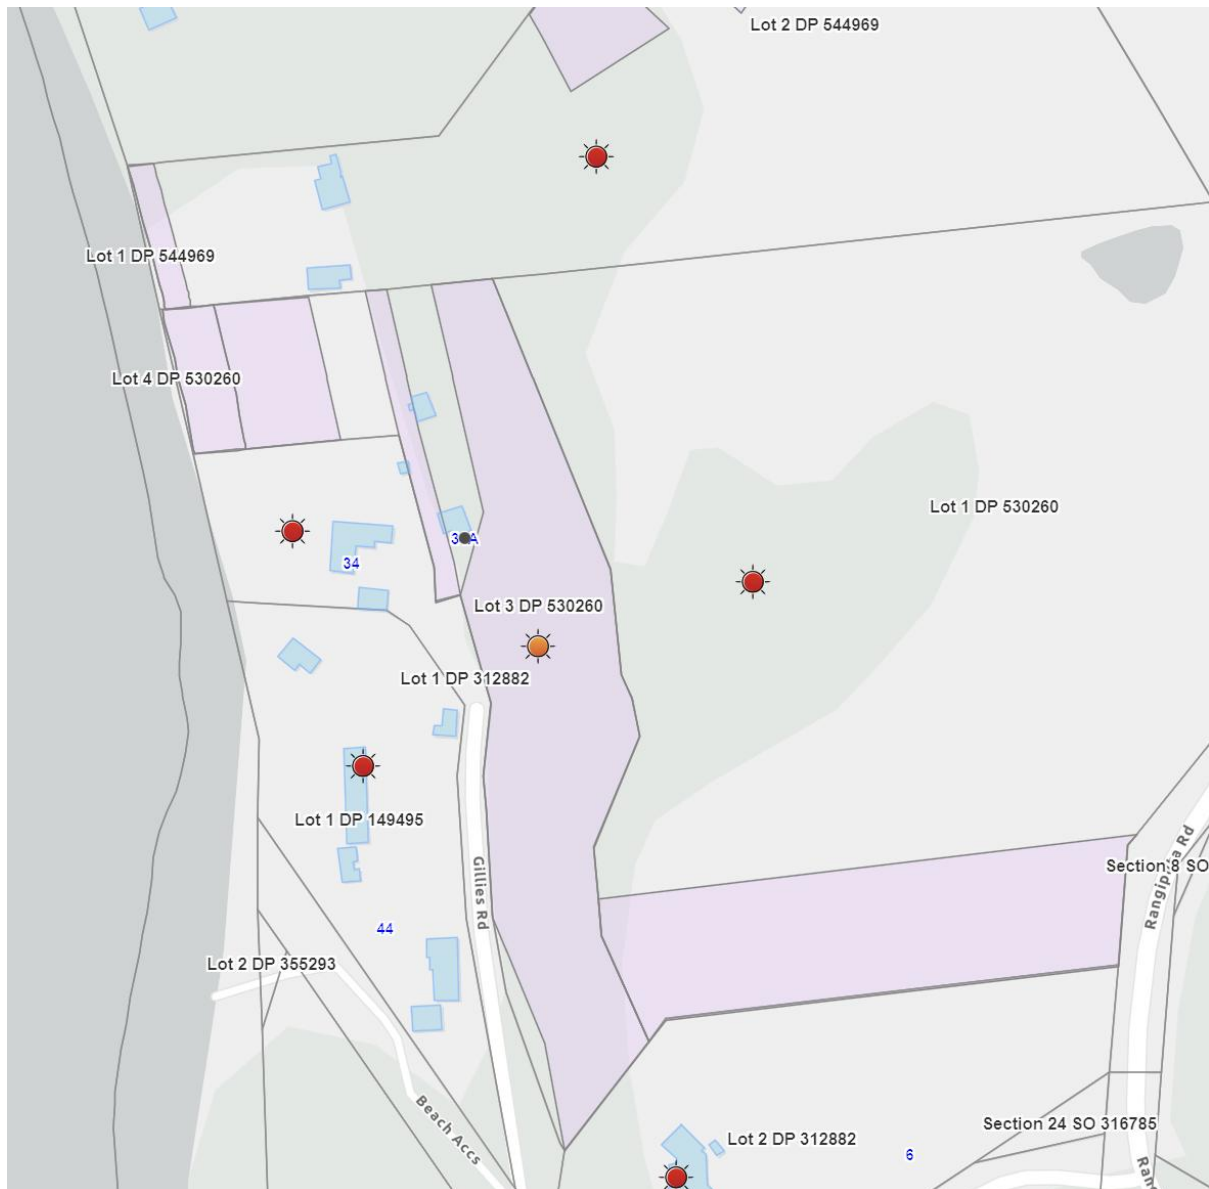 Lot 2 DP 544969
Lot 1 DP 544969
Lot 4 DP 530260
Lot 1 DP 530260
34
Lot 3 DP 530260
Lot 1 DP 312882
Lot 1 DP 149495
Gillies Rd
Section 8 SO
44
Lot 2 DP 355293
Beach Accs
Section 24 SO 316785
Lot 2 DP 312882
6